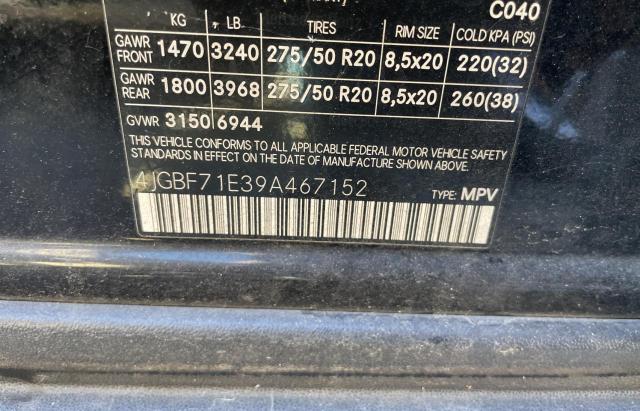 C040
KG LB TIRES RIM SIZE COLD KPA (PSI)
GAWR FRONT 1470 3240 275/50 R20 8,5x20 220(32)
GAWR REAR 1800 3968 275/50 R20 8,5x20 260(38)
GVWR 3150 6944
THIS VEHICLE CONFORMS TO ALL APPLICABLE FEDERAL MOTOR VEHICLE SAFETY
STANDARDS IN EFFECT ON THE DATE OF MANUFACTURE SHOWN ABOVE.
4JGBF71E39A467152
TYPE: MPV